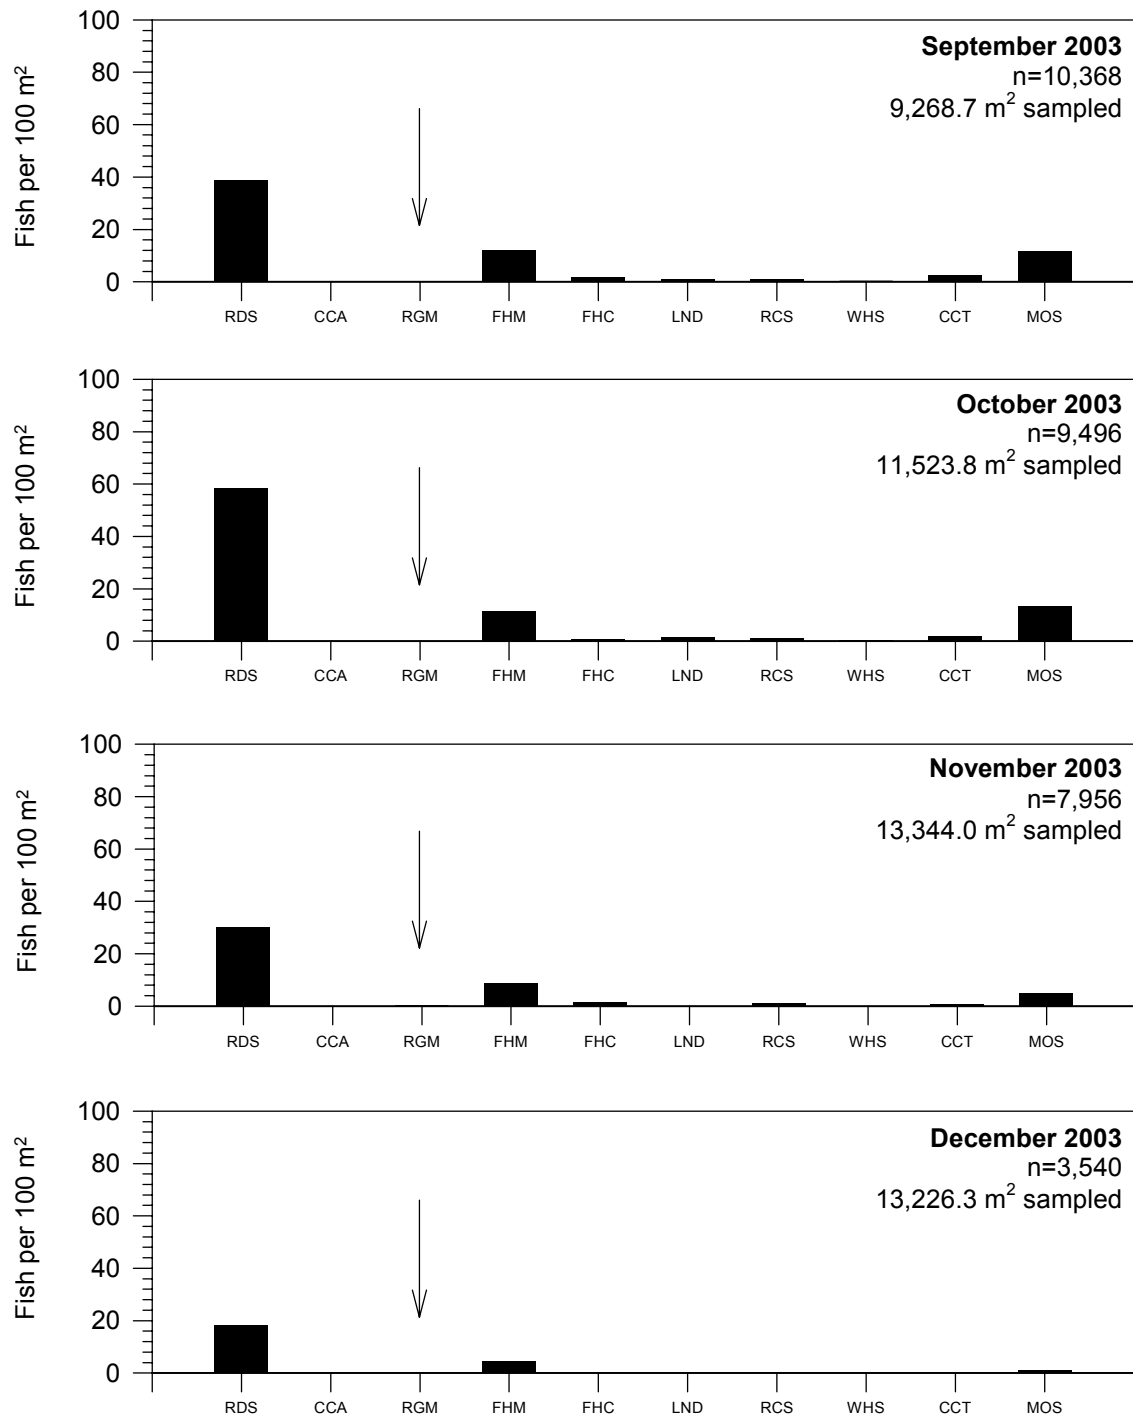 September 2003
n=10,368
9,268.7 m² sampled
Fish per 100 m²
100
80
60
40
20
0
RDS CCA RGM FHM FHC LND RCS WHS CCT MOS
October 2003
n=9,496
11,523.8 m² sampled
Fish per 100 m²
100
80
60
40
20
0
RDS CCA RGM FHM FHC LND RCS WHS CCT MOS
November 2003
n=7,956
13,344.0 m² sampled
Fish per 100 m²
100
80
60
40
20
0
RDS CCA RGM FHM FHC LND RCS WHS CCT MOS
December 2003
n=3,540
13,226.3 m² sampled
Fish per 100 m²
100
80
60
40
20
0
RDS CCA RGM FHM FHC LND RCS WHS CCT MOS